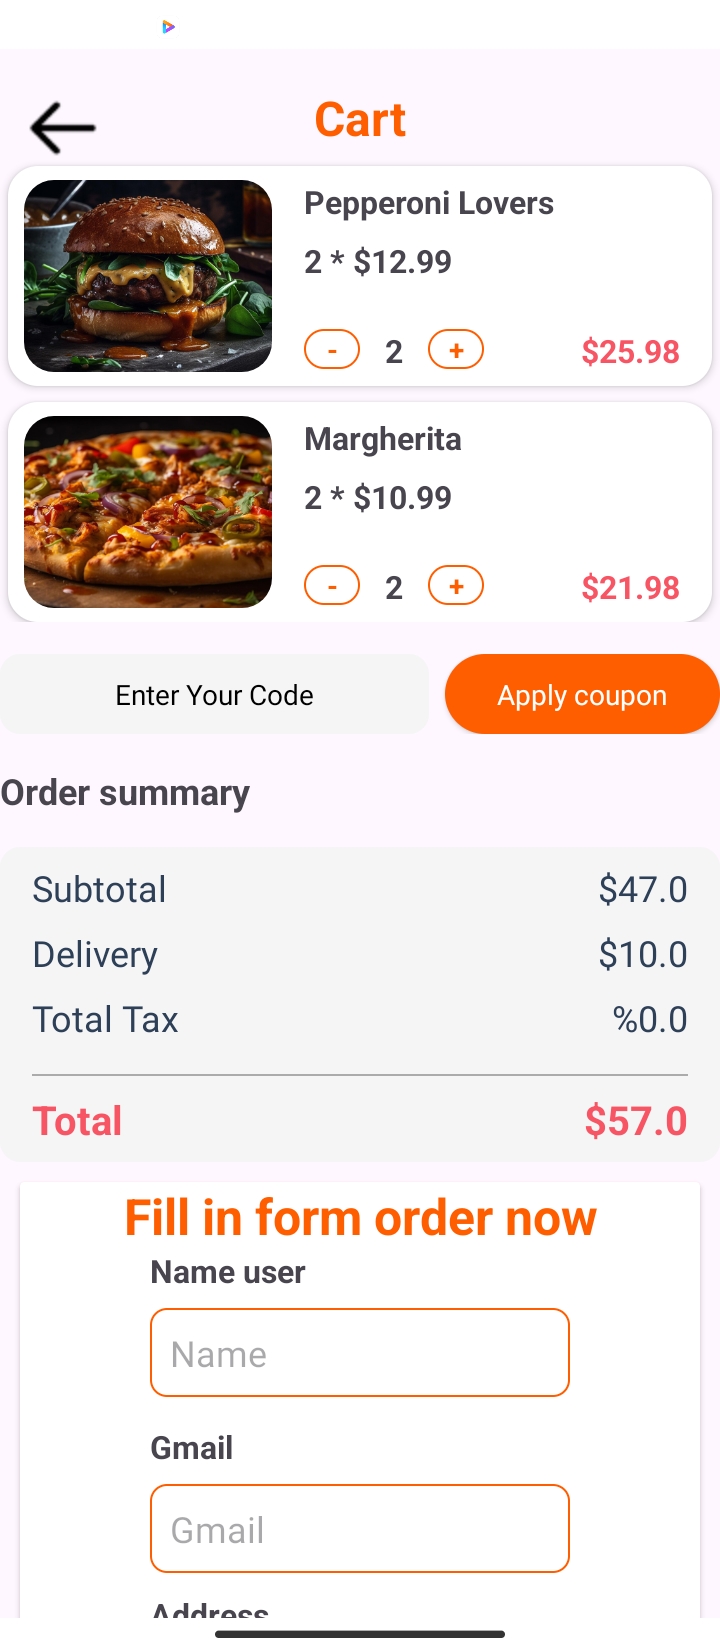 Cart
Pepperoni Lovers
2 * $12.99
- 2 + $25.98
Margherita
2 * $10.99
- 2 + $21.98
Enter Your Code Apply coupon
Order summary
Subtotal $47.0
Delivery $10.0
Total Tax %0.0
Total $57.0
Fill in form order now
Name user
Name
Gmail
Gmail
Address